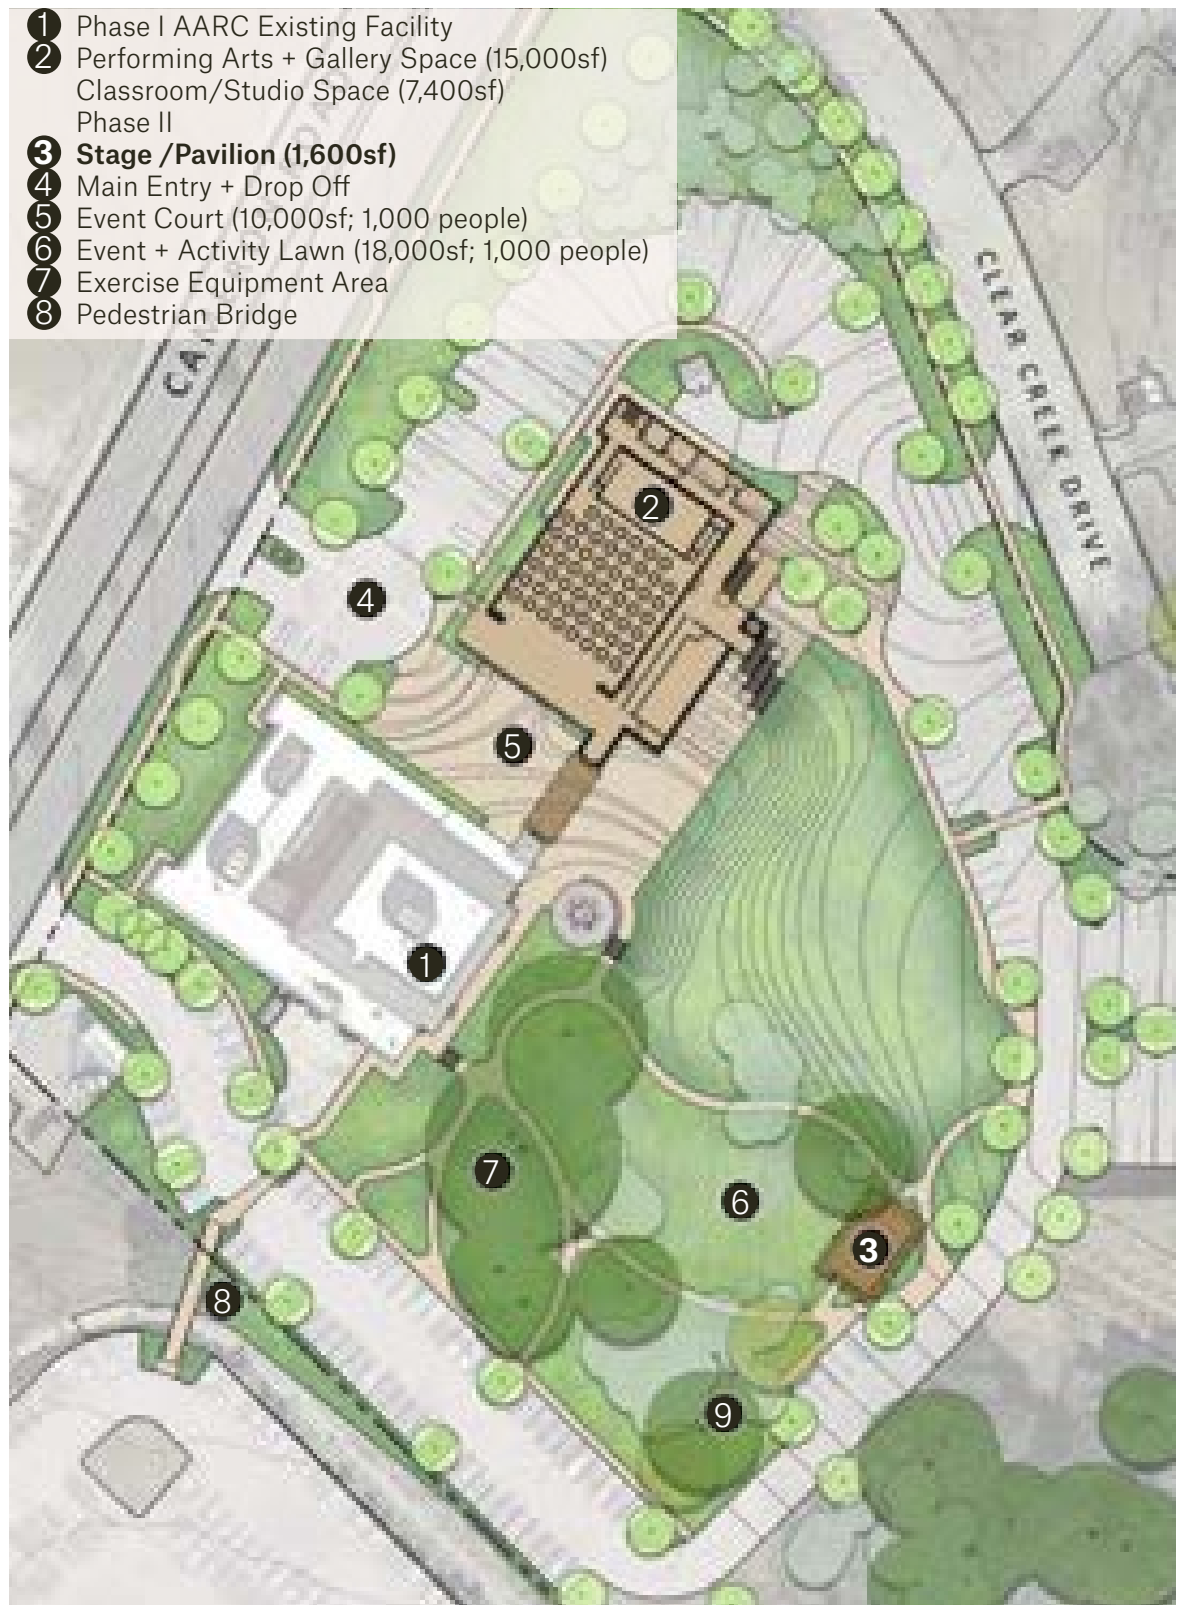 1 Phase I AARC Existing Facility
2 Performing Arts + Gallery Space (15,000sf)
Classroom/Studio Space (7,400sf)
Phase II
3 Stage /Pavilion (1,600sf)
4 Main Entry + Drop Off
5 Event Court (10,000sf; 1,000 people)
6 Event + Activity Lawn (18,000sf; 1,000 people)
7 Exercise Equipment Area
8 Pedestrian Bridge
CLEAR CREEK DRIVE
2
4
5
1
7
6
3
8
9